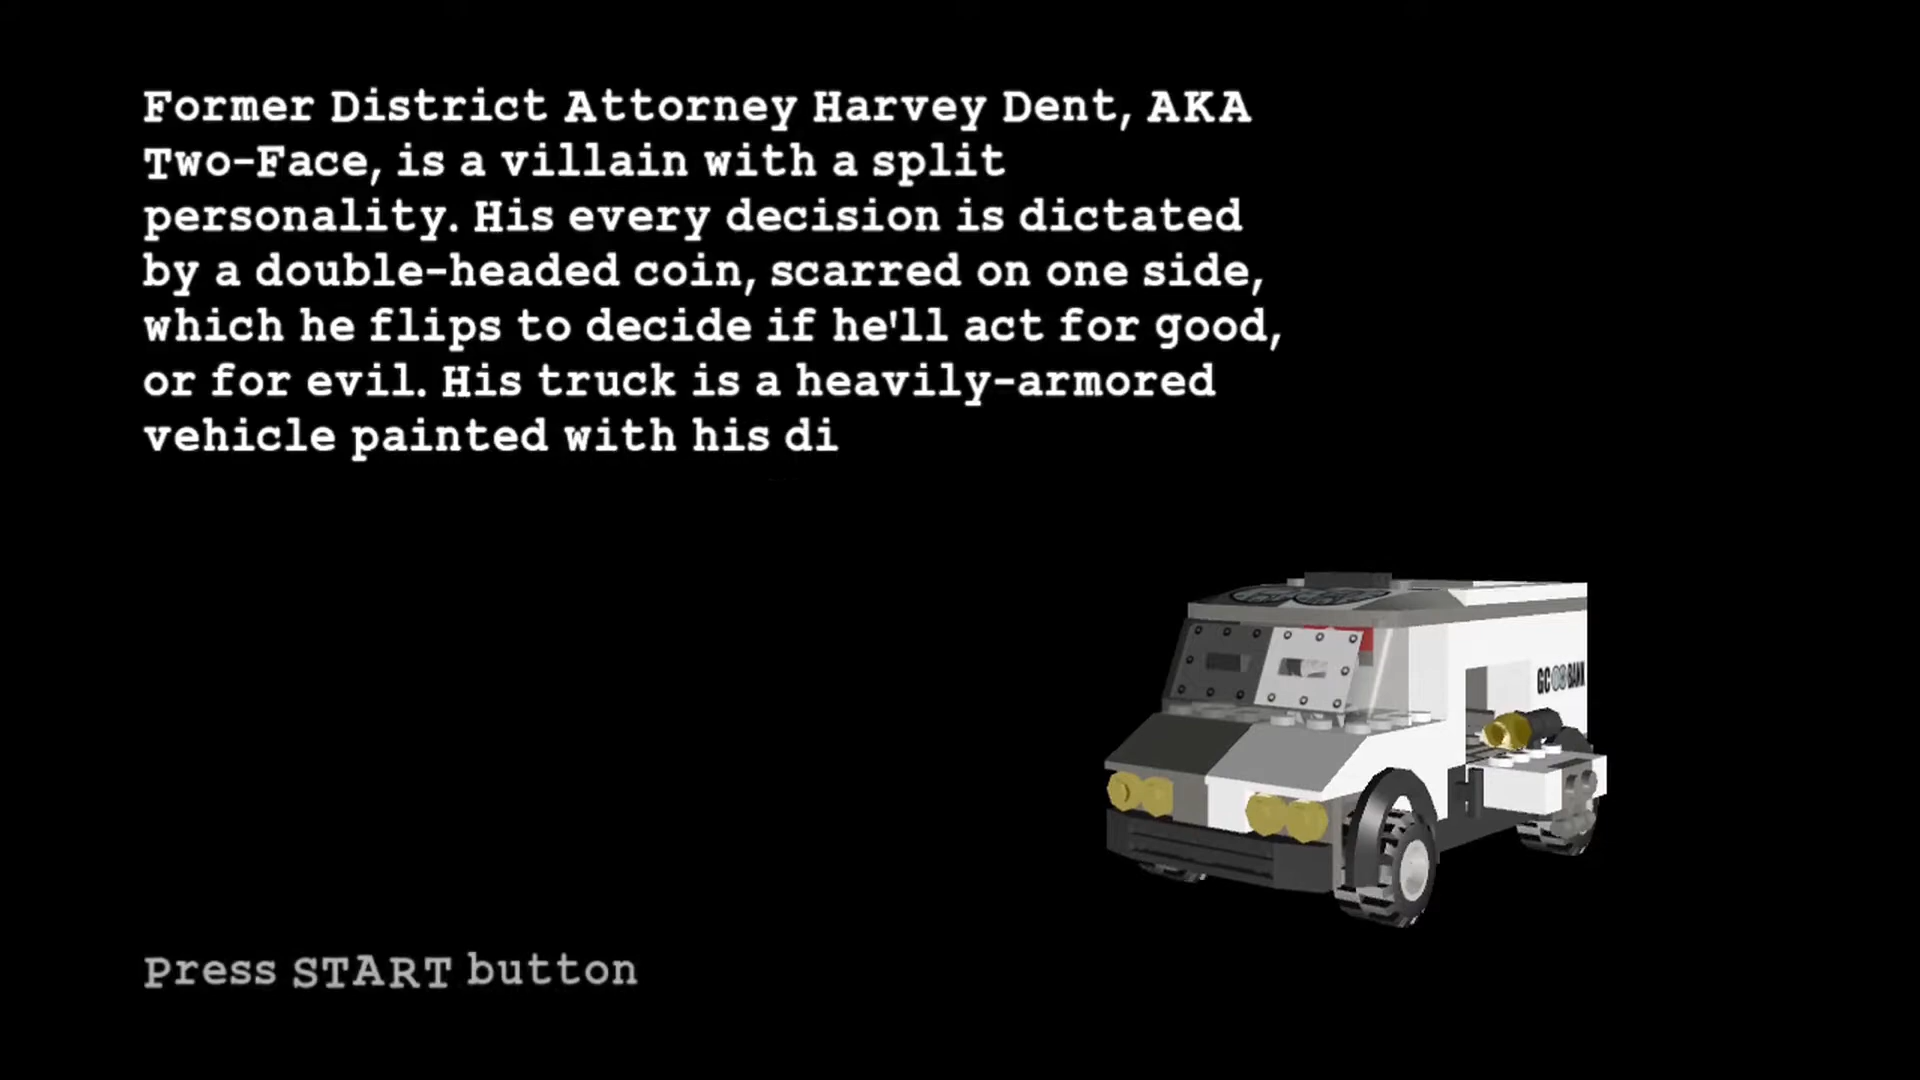 Former District Attorney Harvey Dent, AKA
Two-Face, is a villain with a split
personality. His every decision is dictated
by a double-headed coin, scarred on one side,
which he flips to decide if he'll act for good,
or for evil. His truck is a heavily-armored
vehicle painted with his di
GC BANK
Press START button